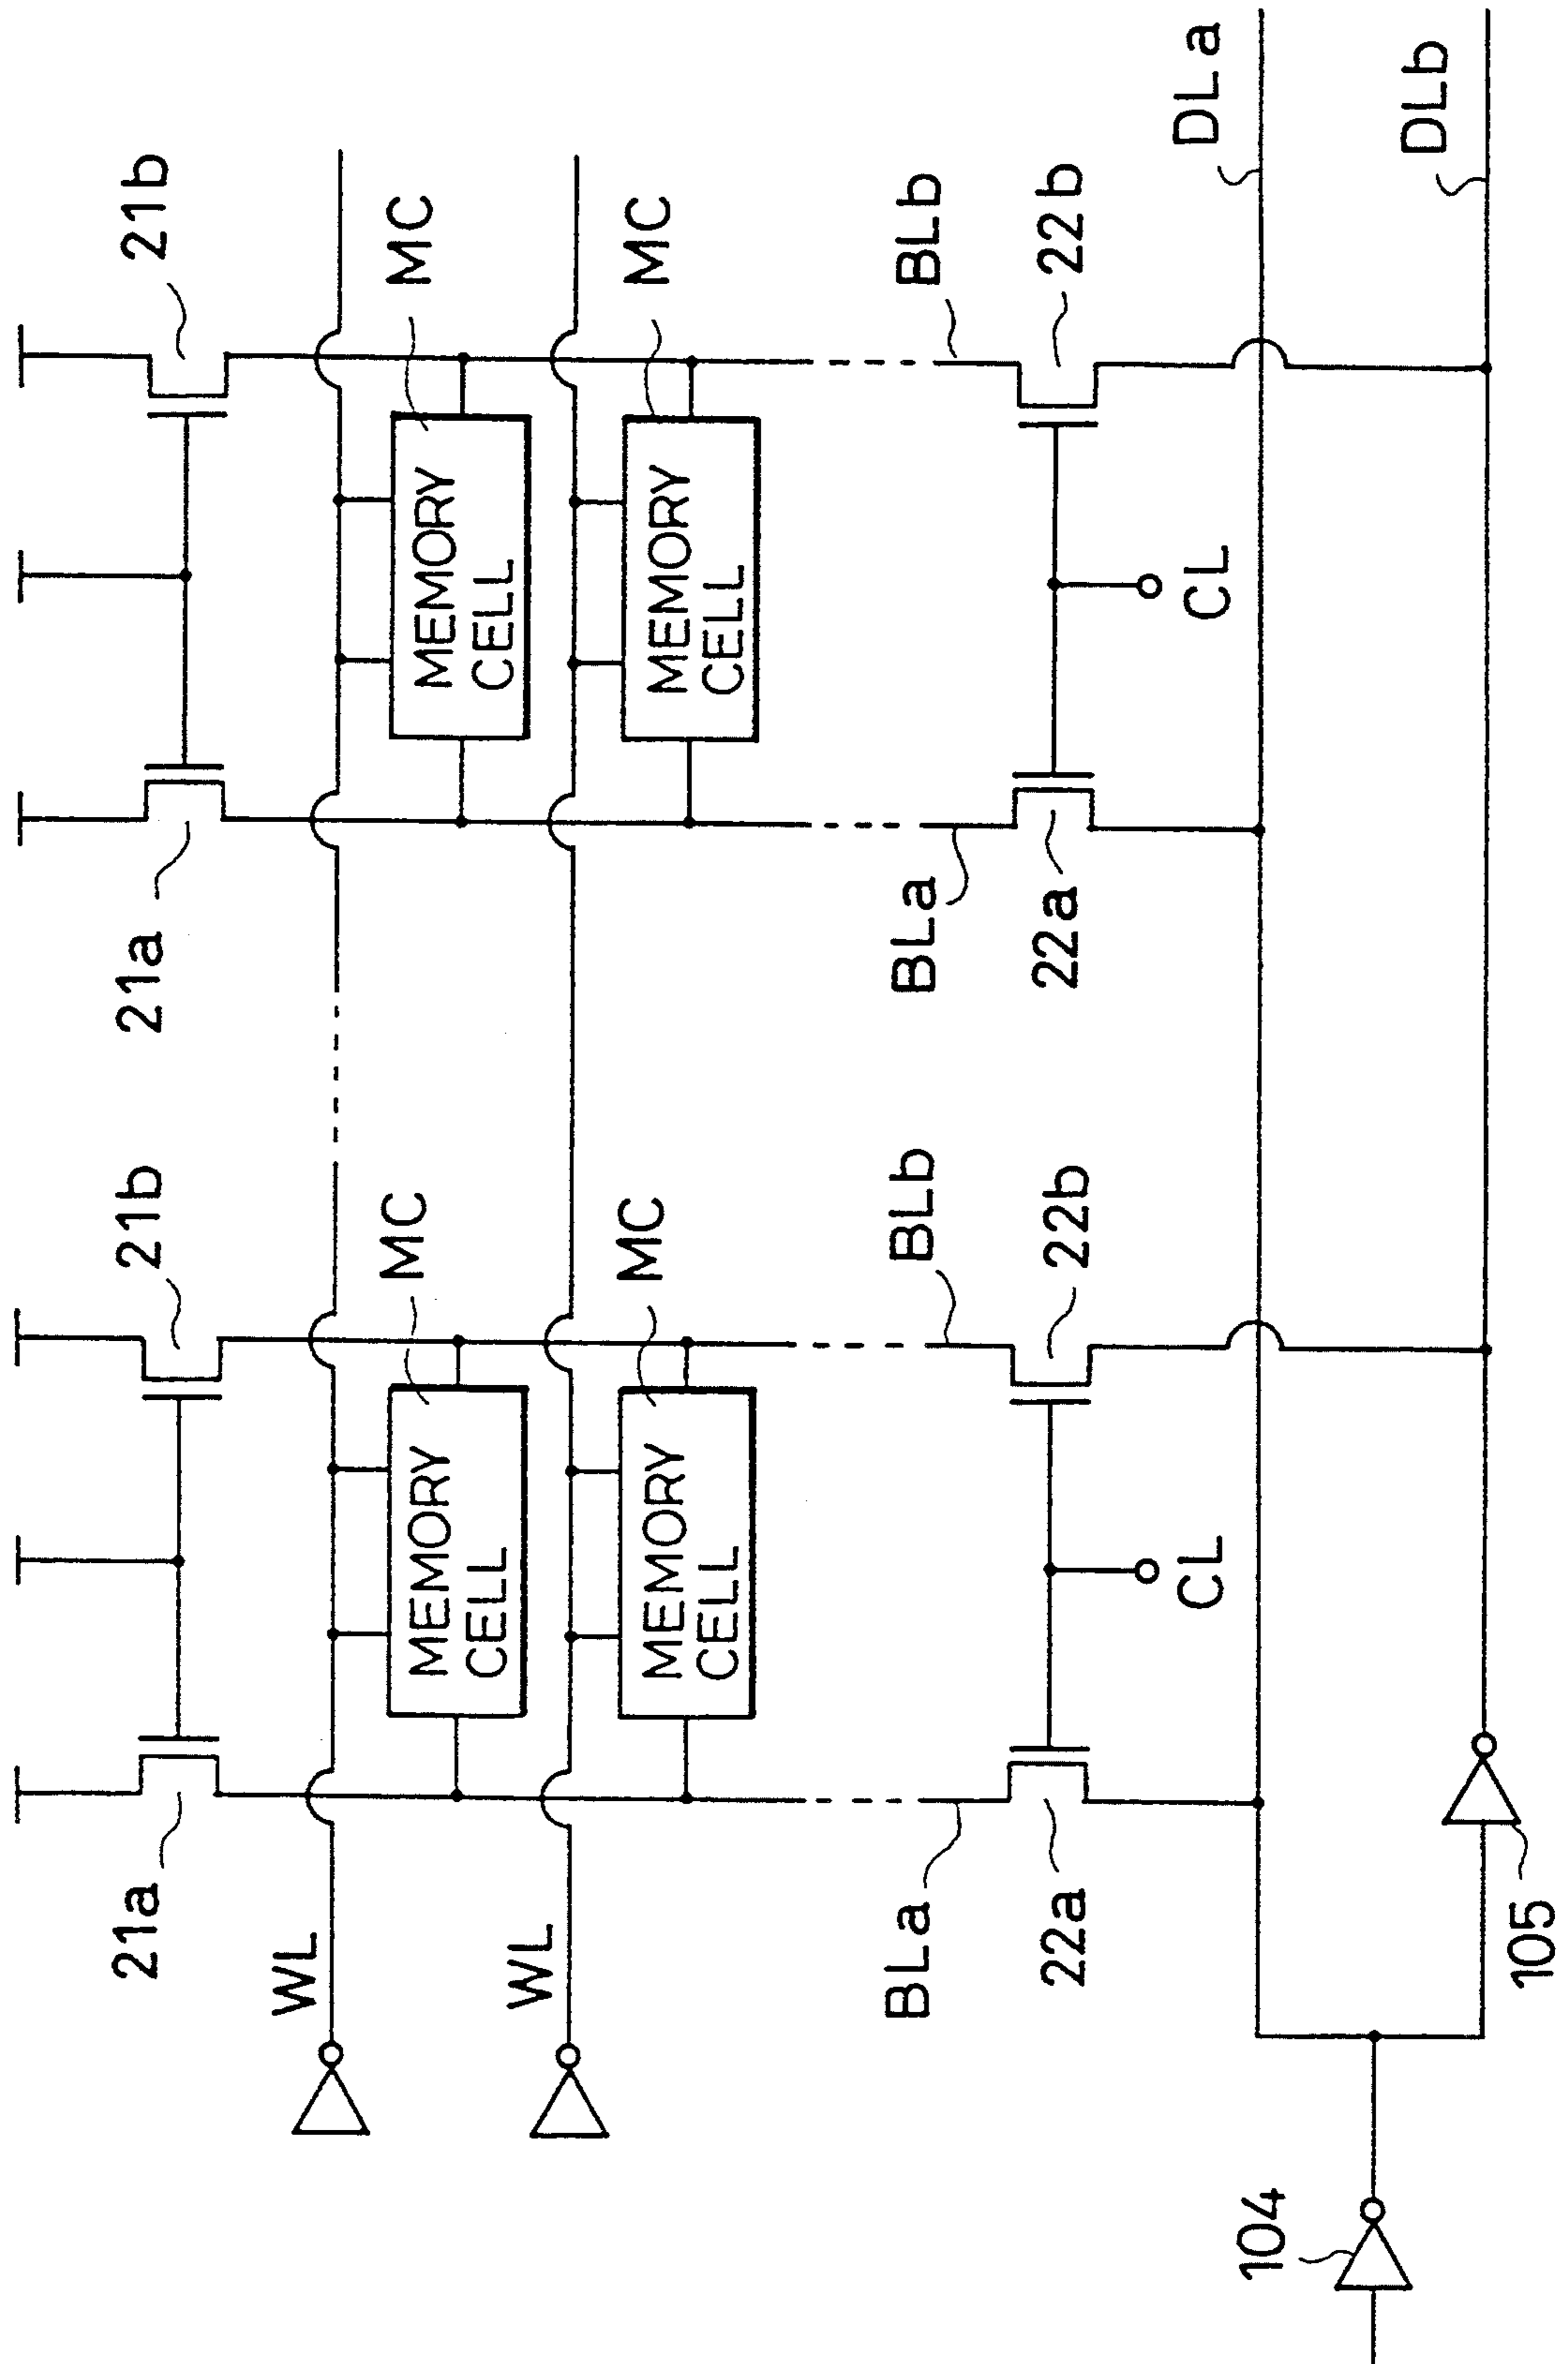 21a
21b
21a
21b
WL
MC
MC
MEMORY
CELL
MEMORY
CELL
WL
MC
MC
MEMORY
CELL
MEMORY
CELL
BLa
BLb
BLa
BLb
22a
22b
22a
22b
CL
CL
DLa
DLb
104
105